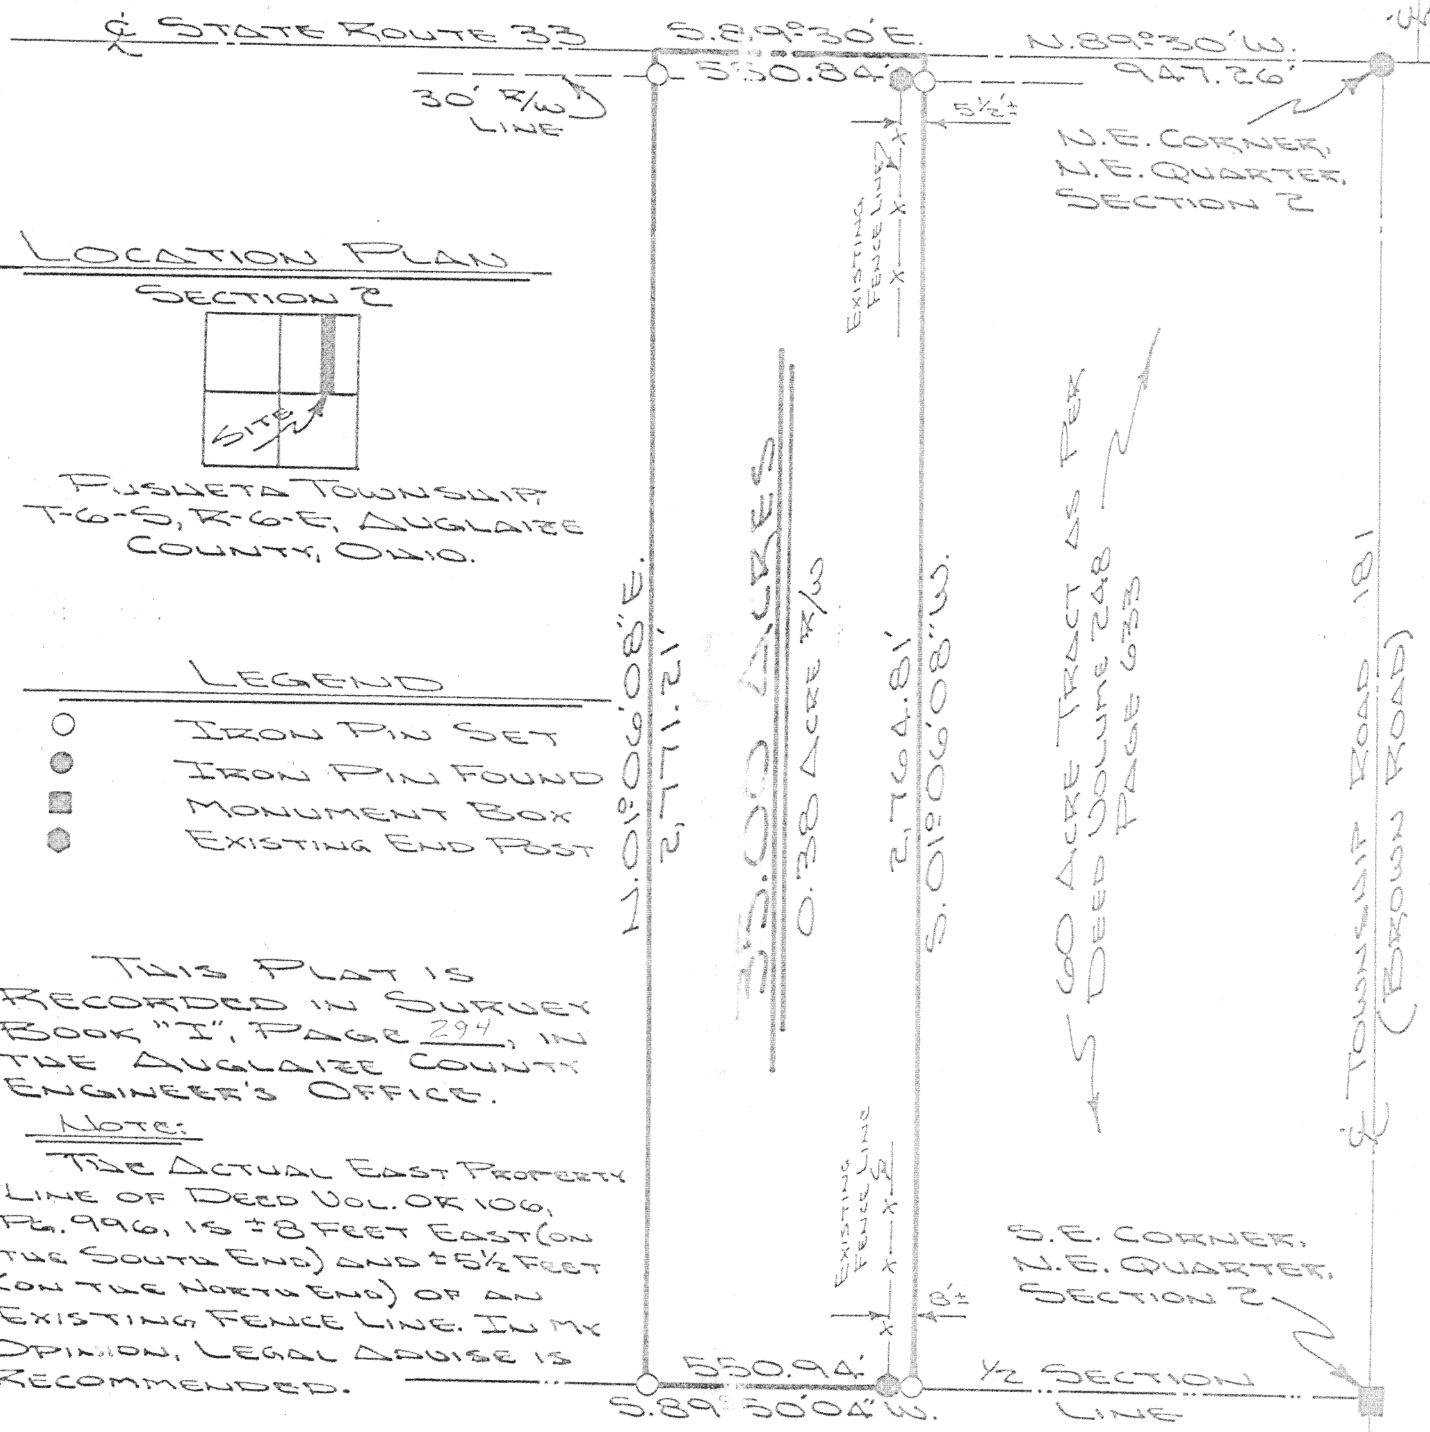 ℄ STATE ROUTE 33
S.89°30'E.
550.84'
N.89°30'W.
947.26'
30' R/W
LINE
5½'±
N.E. CORNER,
N.E. QUARTER,
SECTION 2
EXISTING
FENCE LINE
LOCATION PLAN
SECTION 2
SITE
PUSHETA TOWNSHIP,
T-6-S, R-6-E, AUGLAIZE
COUNTY, OHIO.
LEGEND
IRON PIN SET
IRON PIN FOUND
MONUMENT BOX
EXISTING END POST
N.01°06'08"E.
2,771.21'
35.00 ACRES
0.38 ACRE R/W
2,764.81'
S.01°06'08"W.
60 ACRE TRACT AS PER
DEED VOLUME 248
PAGE 633
℄ TOWNSHIP ROAD 181
(BROWN ROAD)
THIS PLAT IS
RECORDED IN SURVEY
BOOK "I", PAGE 294, IN
THE AUGLAIZE COUNTY
ENGINEER'S OFFICE.
NOTE:
THE ACTUAL EAST PROPERTY
LINE OF DEED VOL. OR 106,
PG. 996, IS ±8 FEET EAST (ON
THE SOUTH END) AND ±5½ FEET
(ON THE NORTH END) OF AN
EXISTING FENCE LINE. IN MY
OPINION, LEGAL ADVISE IS
RECOMMENDED.
EXISTING
FENCE LINE
8'±
S.E. CORNER,
N.E. QUARTER,
SECTION 2
550.94'
S.89°50'04"W.
½ SECTION
LINE